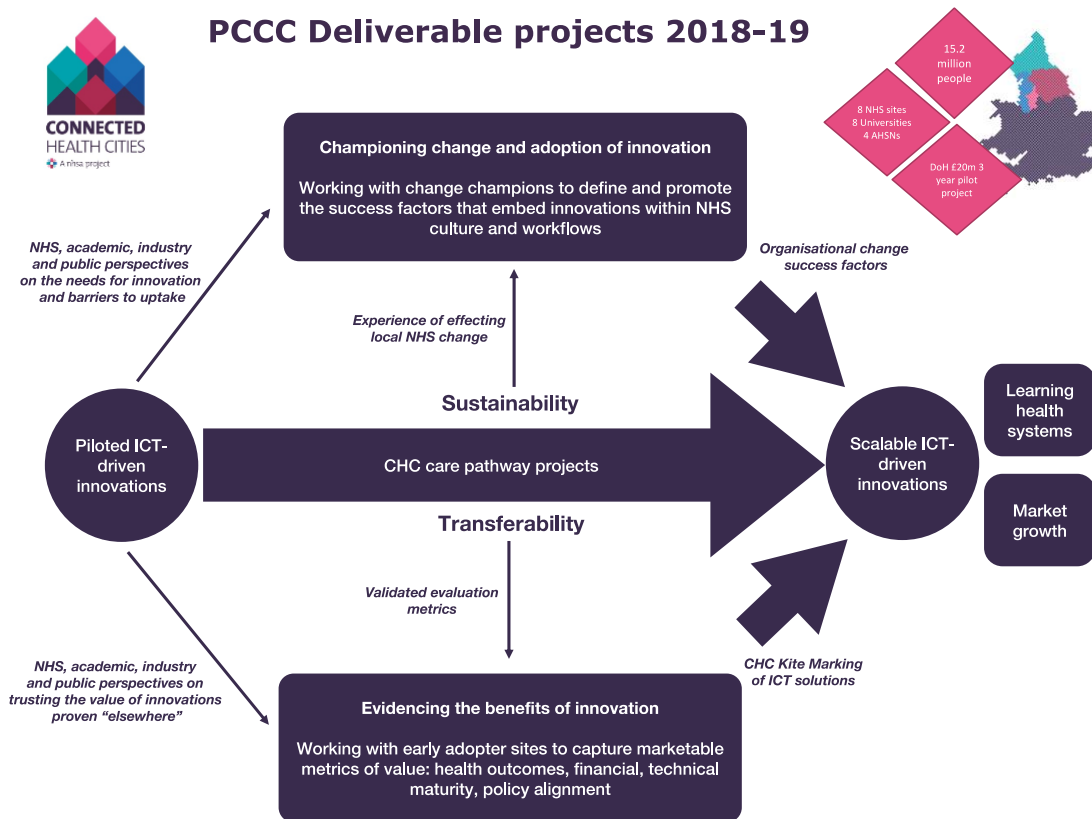 PCCC Deliverable projects 2018-19
CONNECTED
HEALTH CITIES
A nhsa project
15.2
million
people
8 NHS sites
8 Universities
4 AHSNs
DoH £20m 3
year pilot
project
Championing change and adoption of innovation
Working with change champions to define and promote
the success factors that embed innovations within NHS
culture and workflows
NHS, academic, industry
and public perspectives
on the needs for innovation
and barriers to uptake
Organisational change
success factors
Experience of effecting
local NHS change
Sustainability
Piloted ICT-
driven
innovations
CHC care pathway projects
Scalable ICT-
driven
innovations
Learning
health
systems
Market
growth
Transferability
Validated evaluation
metrics
NHS, academic, industry
and public perspectives on
trusting the value of innovations
proven “elsewhere”
CHC Kite Marking
of ICT solutions
Evidencing the benefits of innovation
Working with early adopter sites to capture marketable
metrics of value: health outcomes, financial, technical
maturity, policy alignment